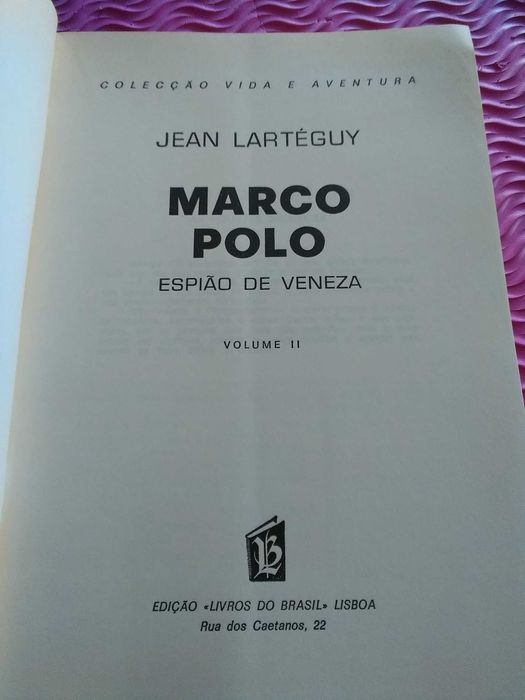 COLECÇÃO VIDA E AVENTURA
JEAN LARTÉGUY
MARCO
POLO
ESPIÃO DE VENEZA
VOLUME II
LB
EDIÇÃO «LIVROS DO BRASIL» LISBOA
Rua dos Caetanos, 22